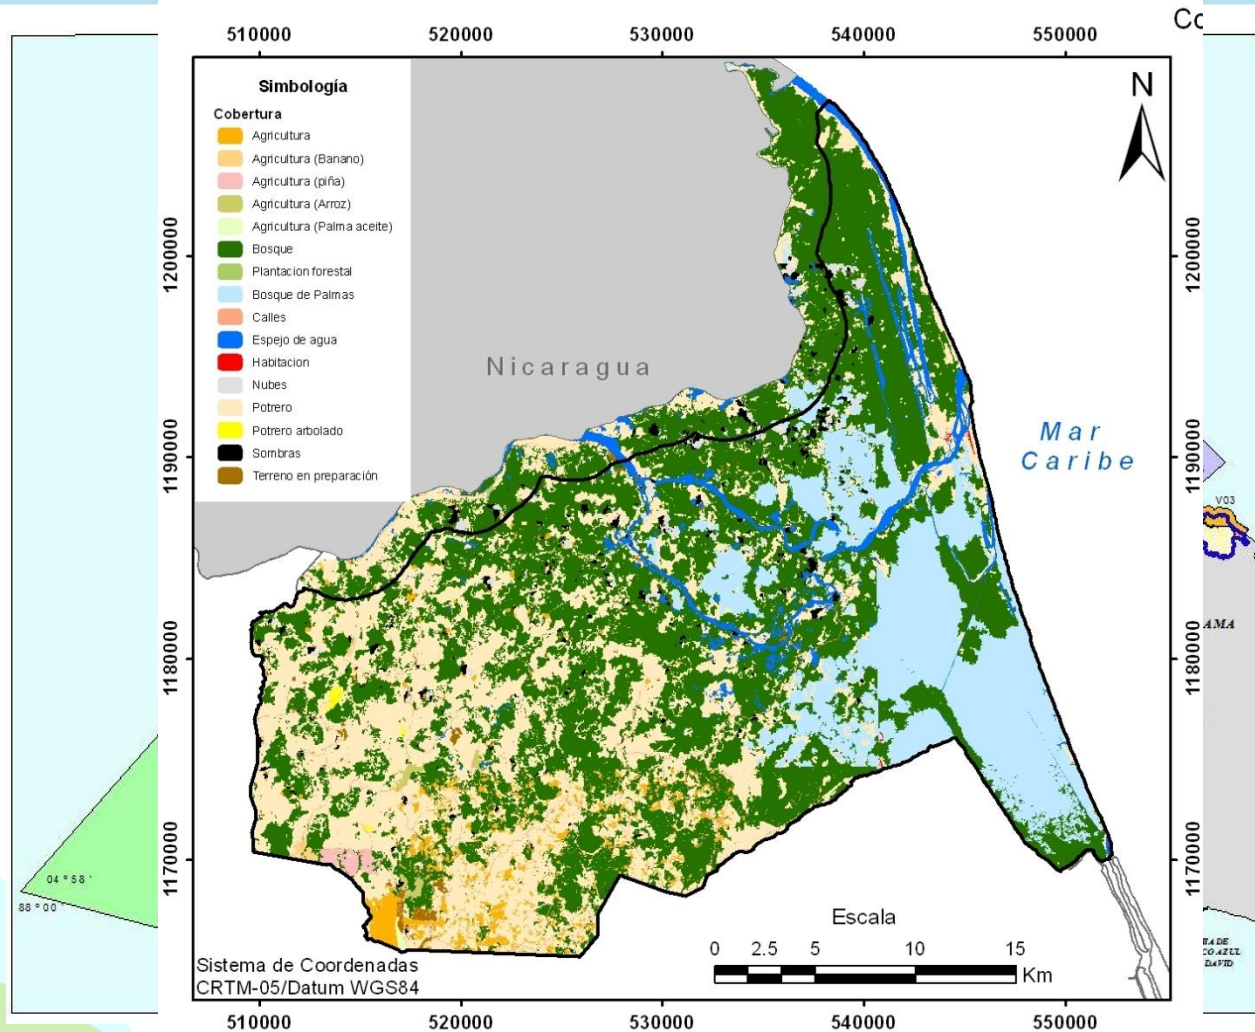 Co
510000 520000 530000 540000 550000
Simbología
Cobertura
Agricultura
Agricultura (Banano)
Agricultura (piña)
Agricultura (Arroz)
Agricultura (Palma aceite)
Bosque
Plantacion forestal
Bosque de Palmas
Calles
Espejo de agua
Habitacion
Nubes
Potrero
Potrero arbolado
Sombras
Terreno en preparación
N
1200000
1200000
Nicaragua
Mar
Caribe
1190000
1190000
V03
AMA
1180000
1180000
1170000
1170000
04 ° 58 '
88 ° 00 '
Escala
0 2.5 5 10 15
Km
Sistema de Coordenadas
CRTM-05/Datum WGS84
DAVID
510000 520000 530000 540000 550000